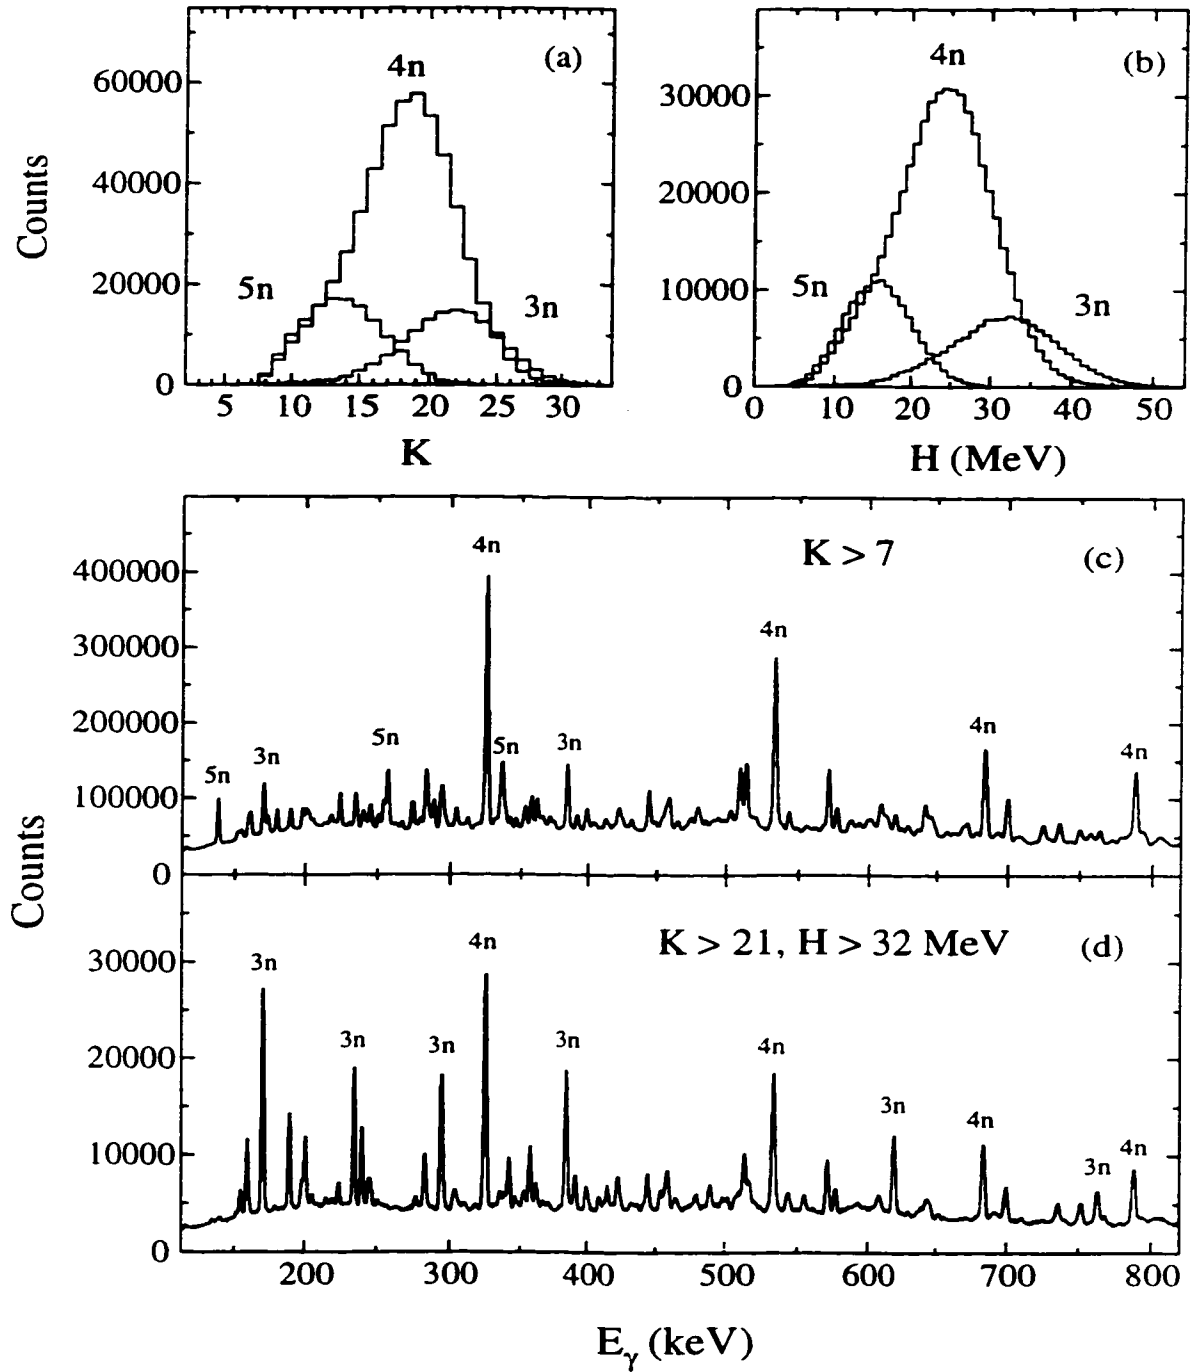 (a)
4n
60000
40000
20000
0
5n
3n
5 10 15 20 25 30
K
Counts
(b)
4n
30000
20000
10000
0
5n
3n
0 10 20 30 40 50
H (MeV)
K > 7 (c)
4n
400000
300000
200000
100000
0
5n 3n 5n 4n 5n 3n 4n 4n 4n
Counts
K > 21, H > 32 MeV (d)
30000
20000
10000
0
3n 3n 3n 4n 3n 4n 3n 4n 3n 4n
200 300 400 500 600 700 800
Eγ (keV)